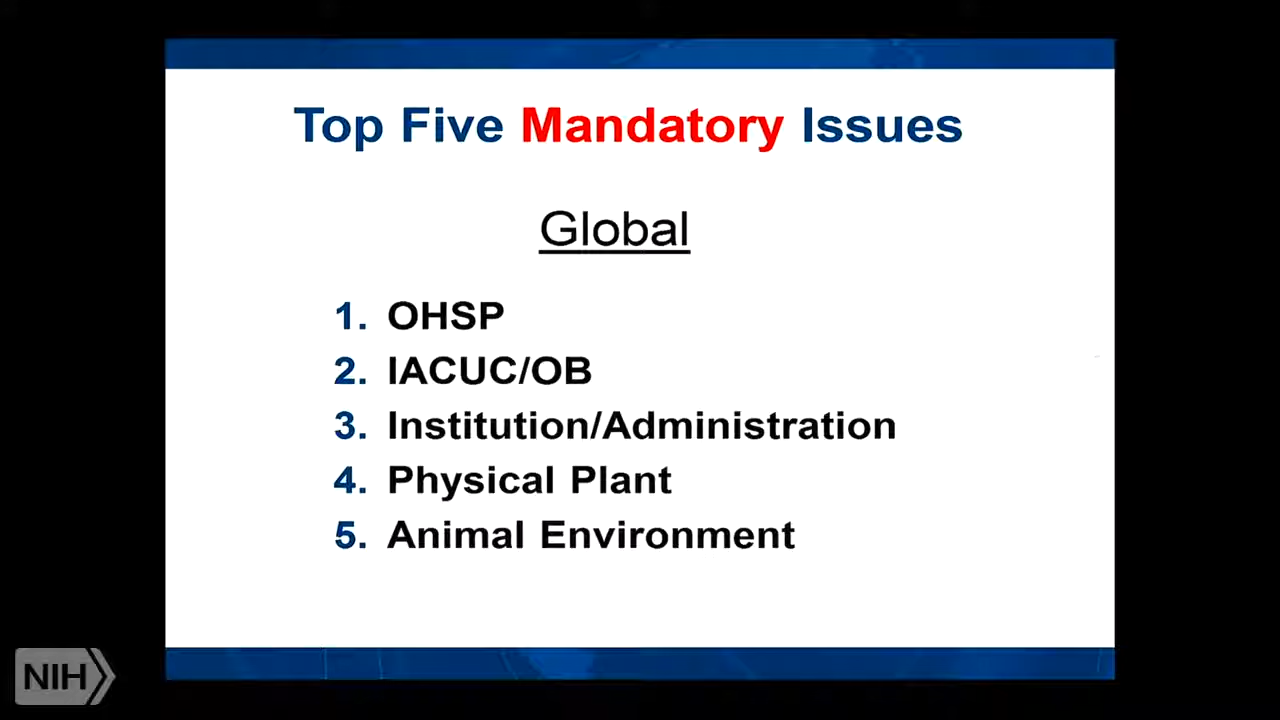 Top Five Mandatory Issues
Global
1. OHSP
2. IACUC/OB
3. Institution/Administration
4. Physical Plant
5. Animal Environment
NIH